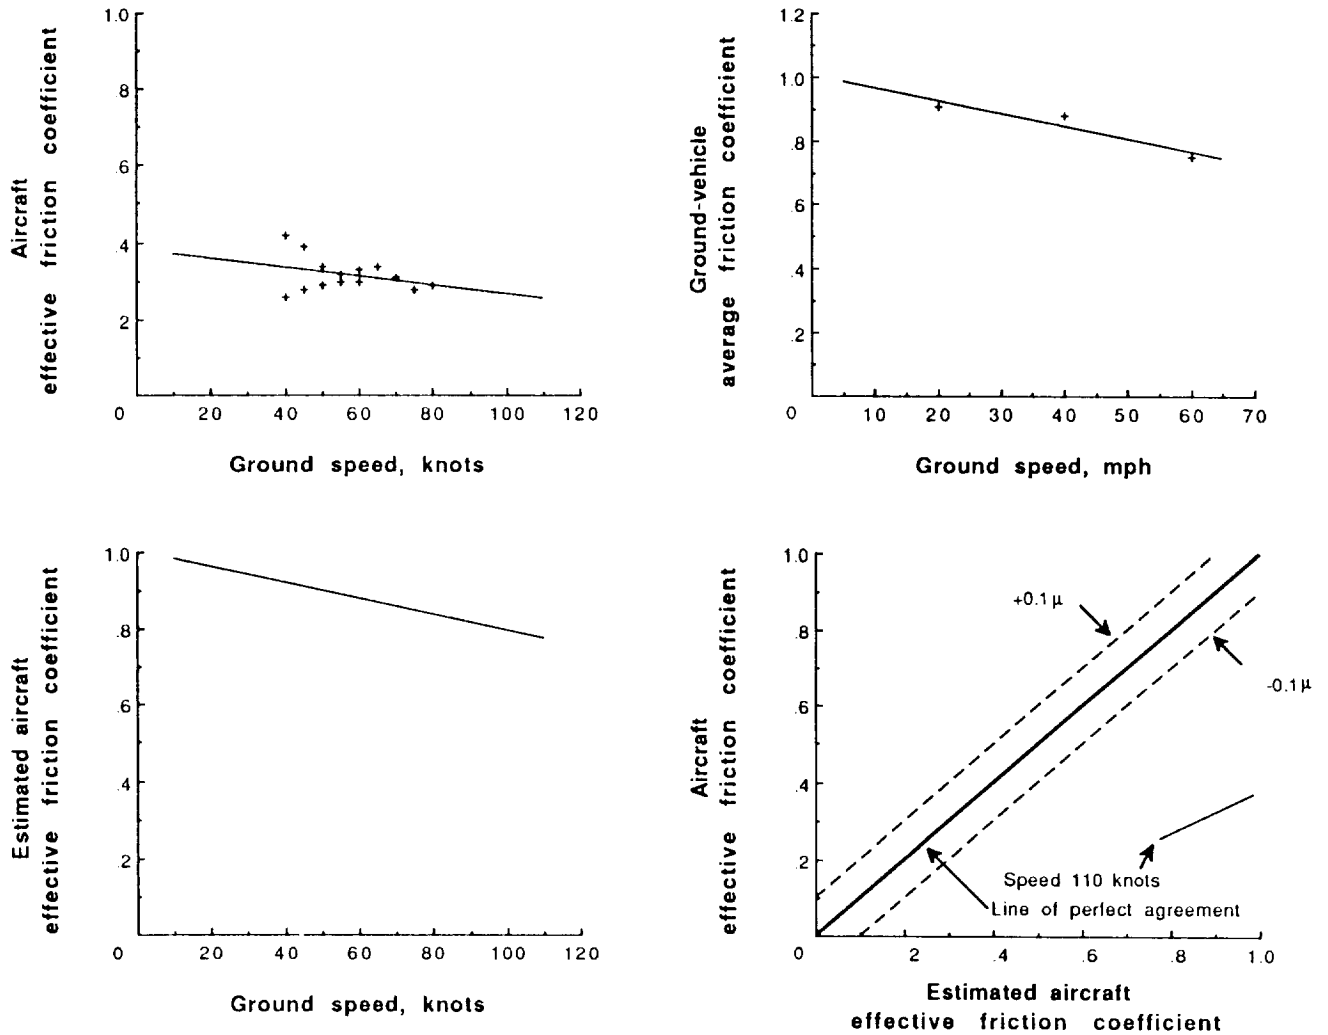 1.0
.8
.6
.4
.2
0
20
40
60
80
100
120
Aircraft
effective friction coefficient
Ground speed, knots
1.2
1.0
.8
.6
.4
.2
0
10
20
30
40
50
60
70
Ground-vehicle
average friction coefficient
Ground speed, mph
1.0
.8
.6
.4
.2
0
20
40
60
80
100
120
Estimated aircraft
effective friction coefficient
Ground speed, knots
1.0
.8
.6
.4
.2
0
.2
.4
.6
.8
1.0
Aircraft
effective friction coefficient
+0.1 µ
-0.1 µ
Speed 110 knots
Line of perfect agreement
Estimated aircraft
effective friction coefficient